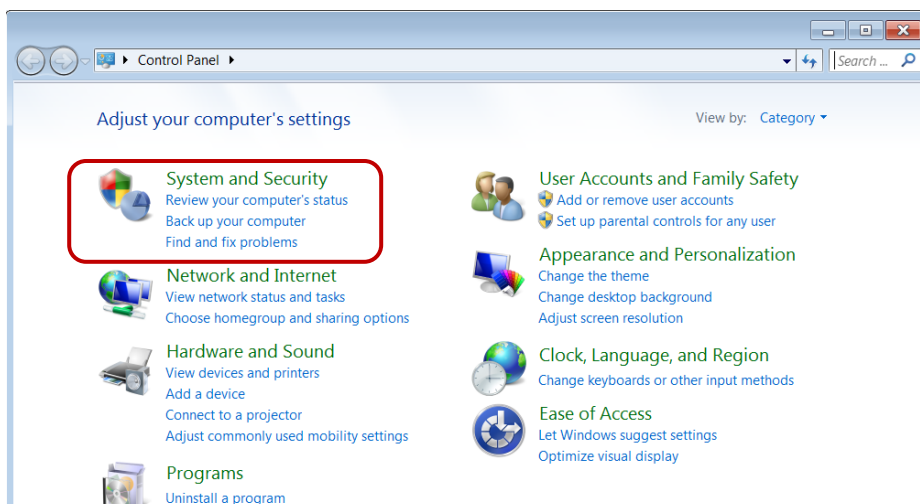 Control Panel
Search ...
Adjust your computer's settings
View by: Category
System and Security
Review your computer's status
Back up your computer
Find and fix problems
Network and Internet
View network status and tasks
Choose homegroup and sharing options
Hardware and Sound
View devices and printers
Add a device
Connect to a projector
Adjust commonly used mobility settings
Programs
Uninstall a program
User Accounts and Family Safety
Add or remove user accounts
Set up parental controls for any user
Appearance and Personalization
Change the theme
Change desktop background
Adjust screen resolution
Clock, Language, and Region
Change keyboards or other input methods
Ease of Access
Let Windows suggest settings
Optimize visual display